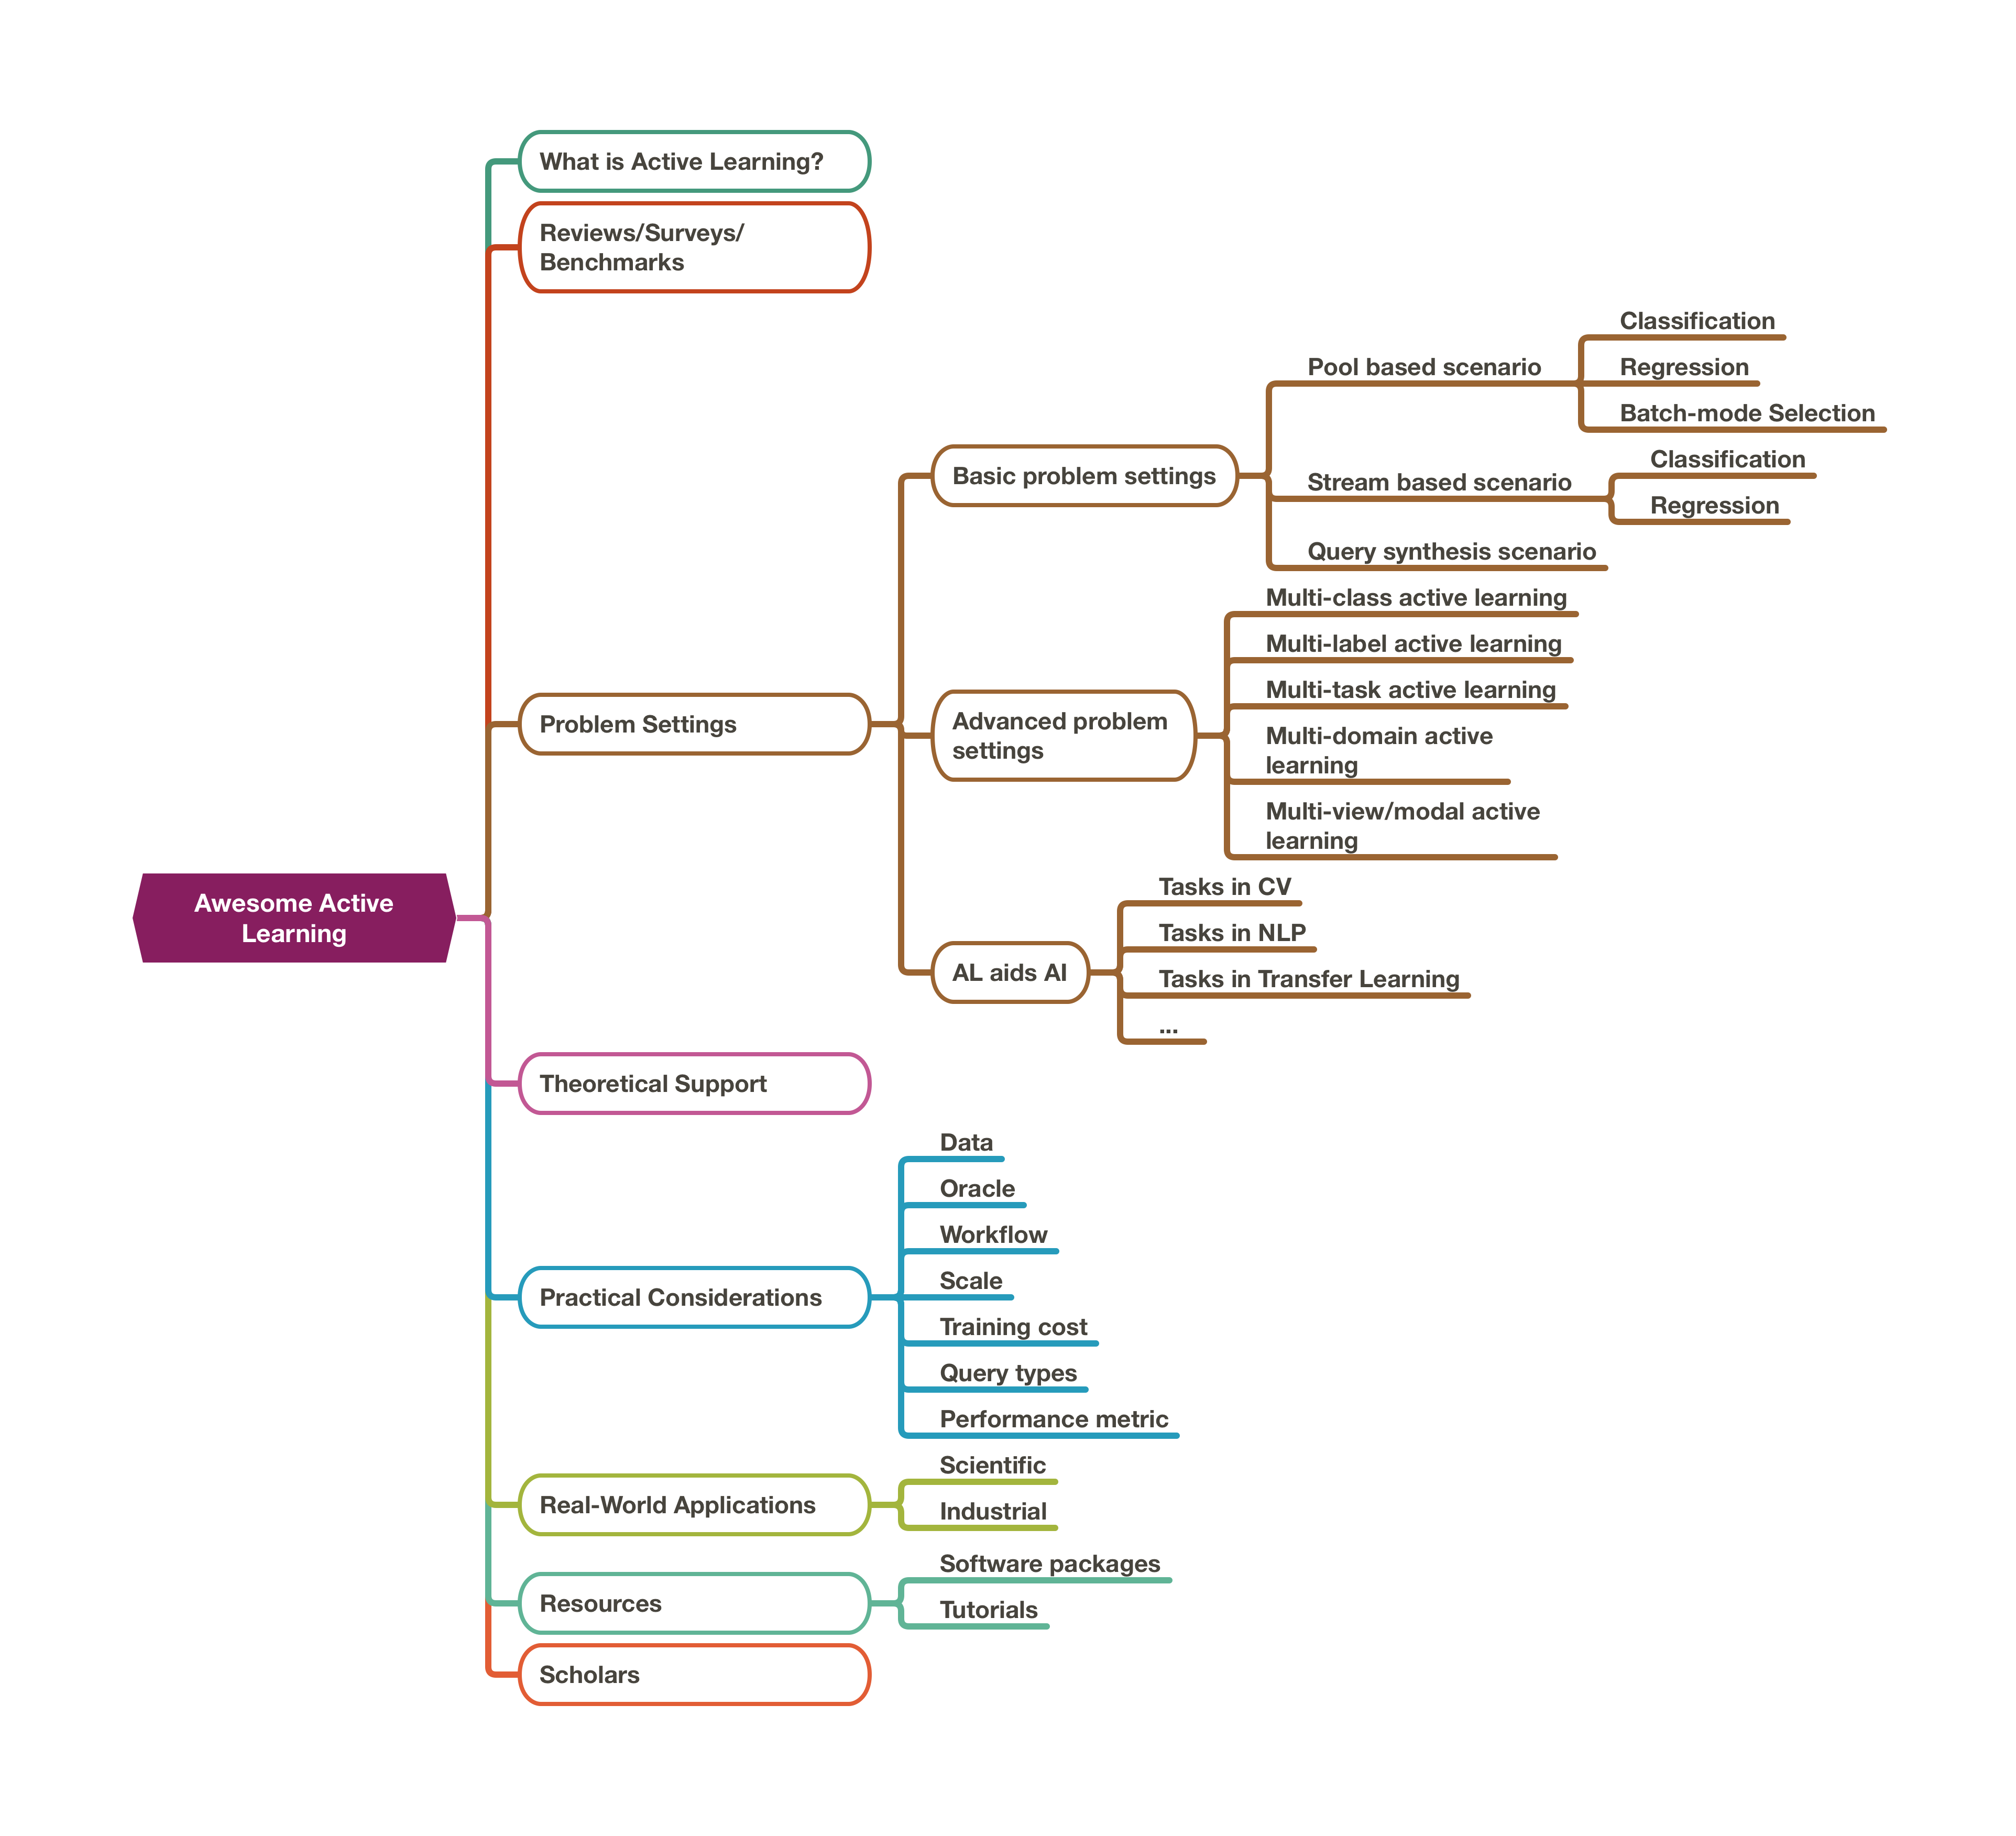 What is Active Learning?
Reviews/Surveys/
Benchmarks
Classification
Pool based scenario
Regression
Batch-mode Selection
Basic problem settings
Stream based scenario
Classification
Regression
Query synthesis scenario
Problem Settings
Multi-class active learning
Multi-label active learning
Multi-task active learning
Advanced problem
settings
Multi-domain active
learning
Multi-view/modal active
learning
Awesome Active
Learning
AL aids AI
Tasks in CV
Tasks in NLP
Tasks in Transfer Learning
...
Theoretical Support
Practical Considerations
Data
Oracle
Workflow
Scale
Training cost
Query types
Performance metric
Real-World Applications
Scientific
Industrial
Resources
Software packages
Tutorials
Scholars